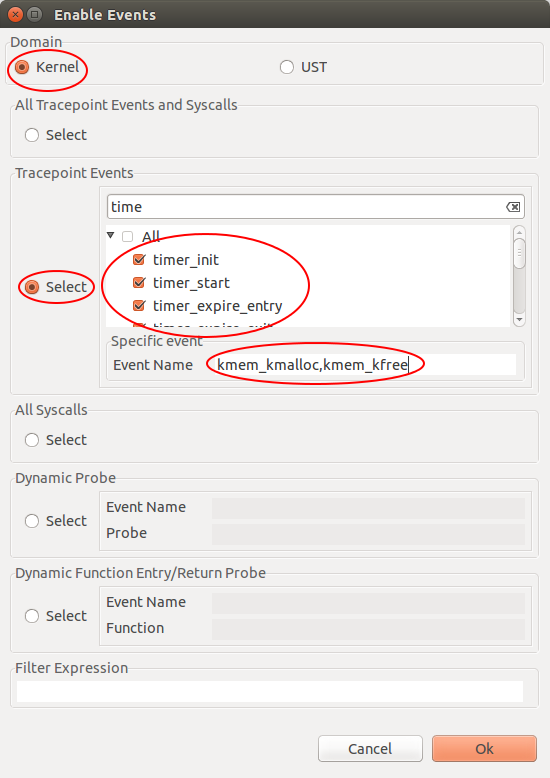 Enable Events
Domain
Kernel
UST
All Tracepoint Events and Syscalls
Select
Tracepoint Events
time
All
timer_init
Select
timer_start
timer_expire_entry
Specific event
Event Name kmem_kmalloc,kmem_kfree
All Syscalls
Select
Dynamic Probe
Event Name
Select
Probe
Dynamic Function Entry/Return Probe
Event Name
Select
Function
Filter Expression
Cancel
Ok